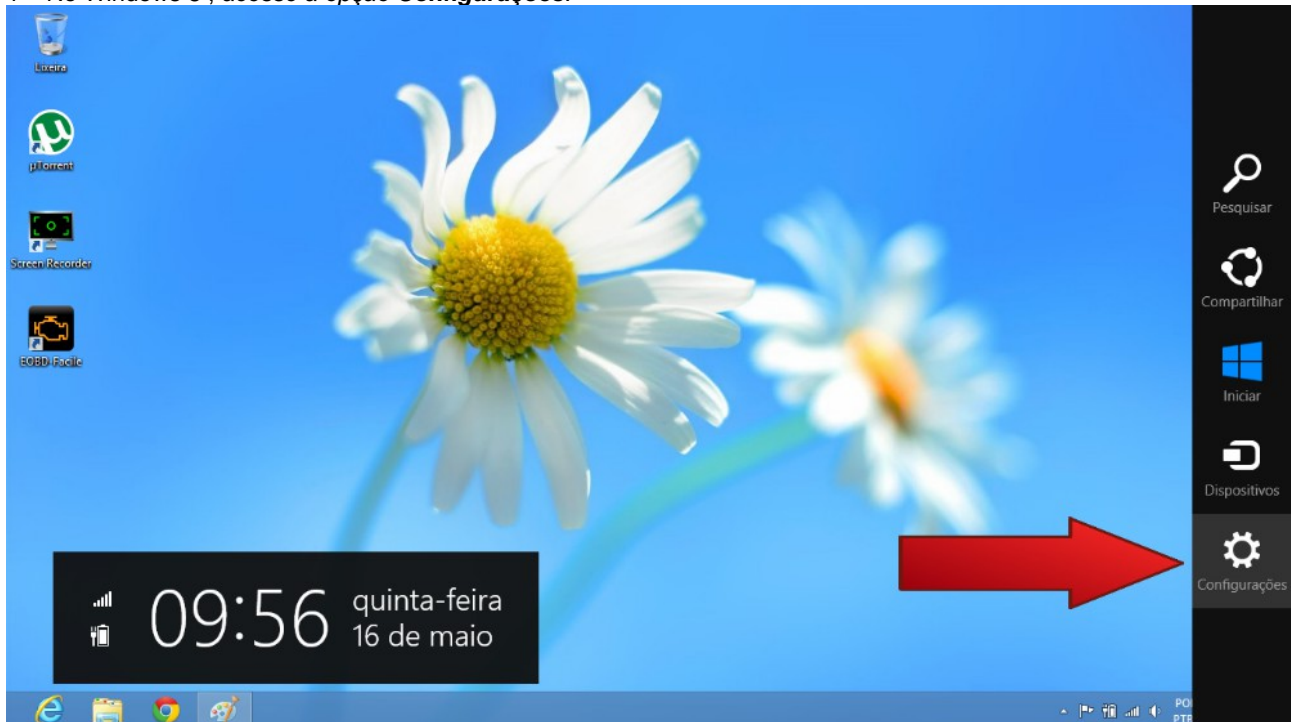 Lixeira
µTorrent
Screen Recorder
EOBD Facile
Pesquisar
Compartilhar
Iniciar
Dispositivos
Configurações
09:56
quinta-feira
16 de maio